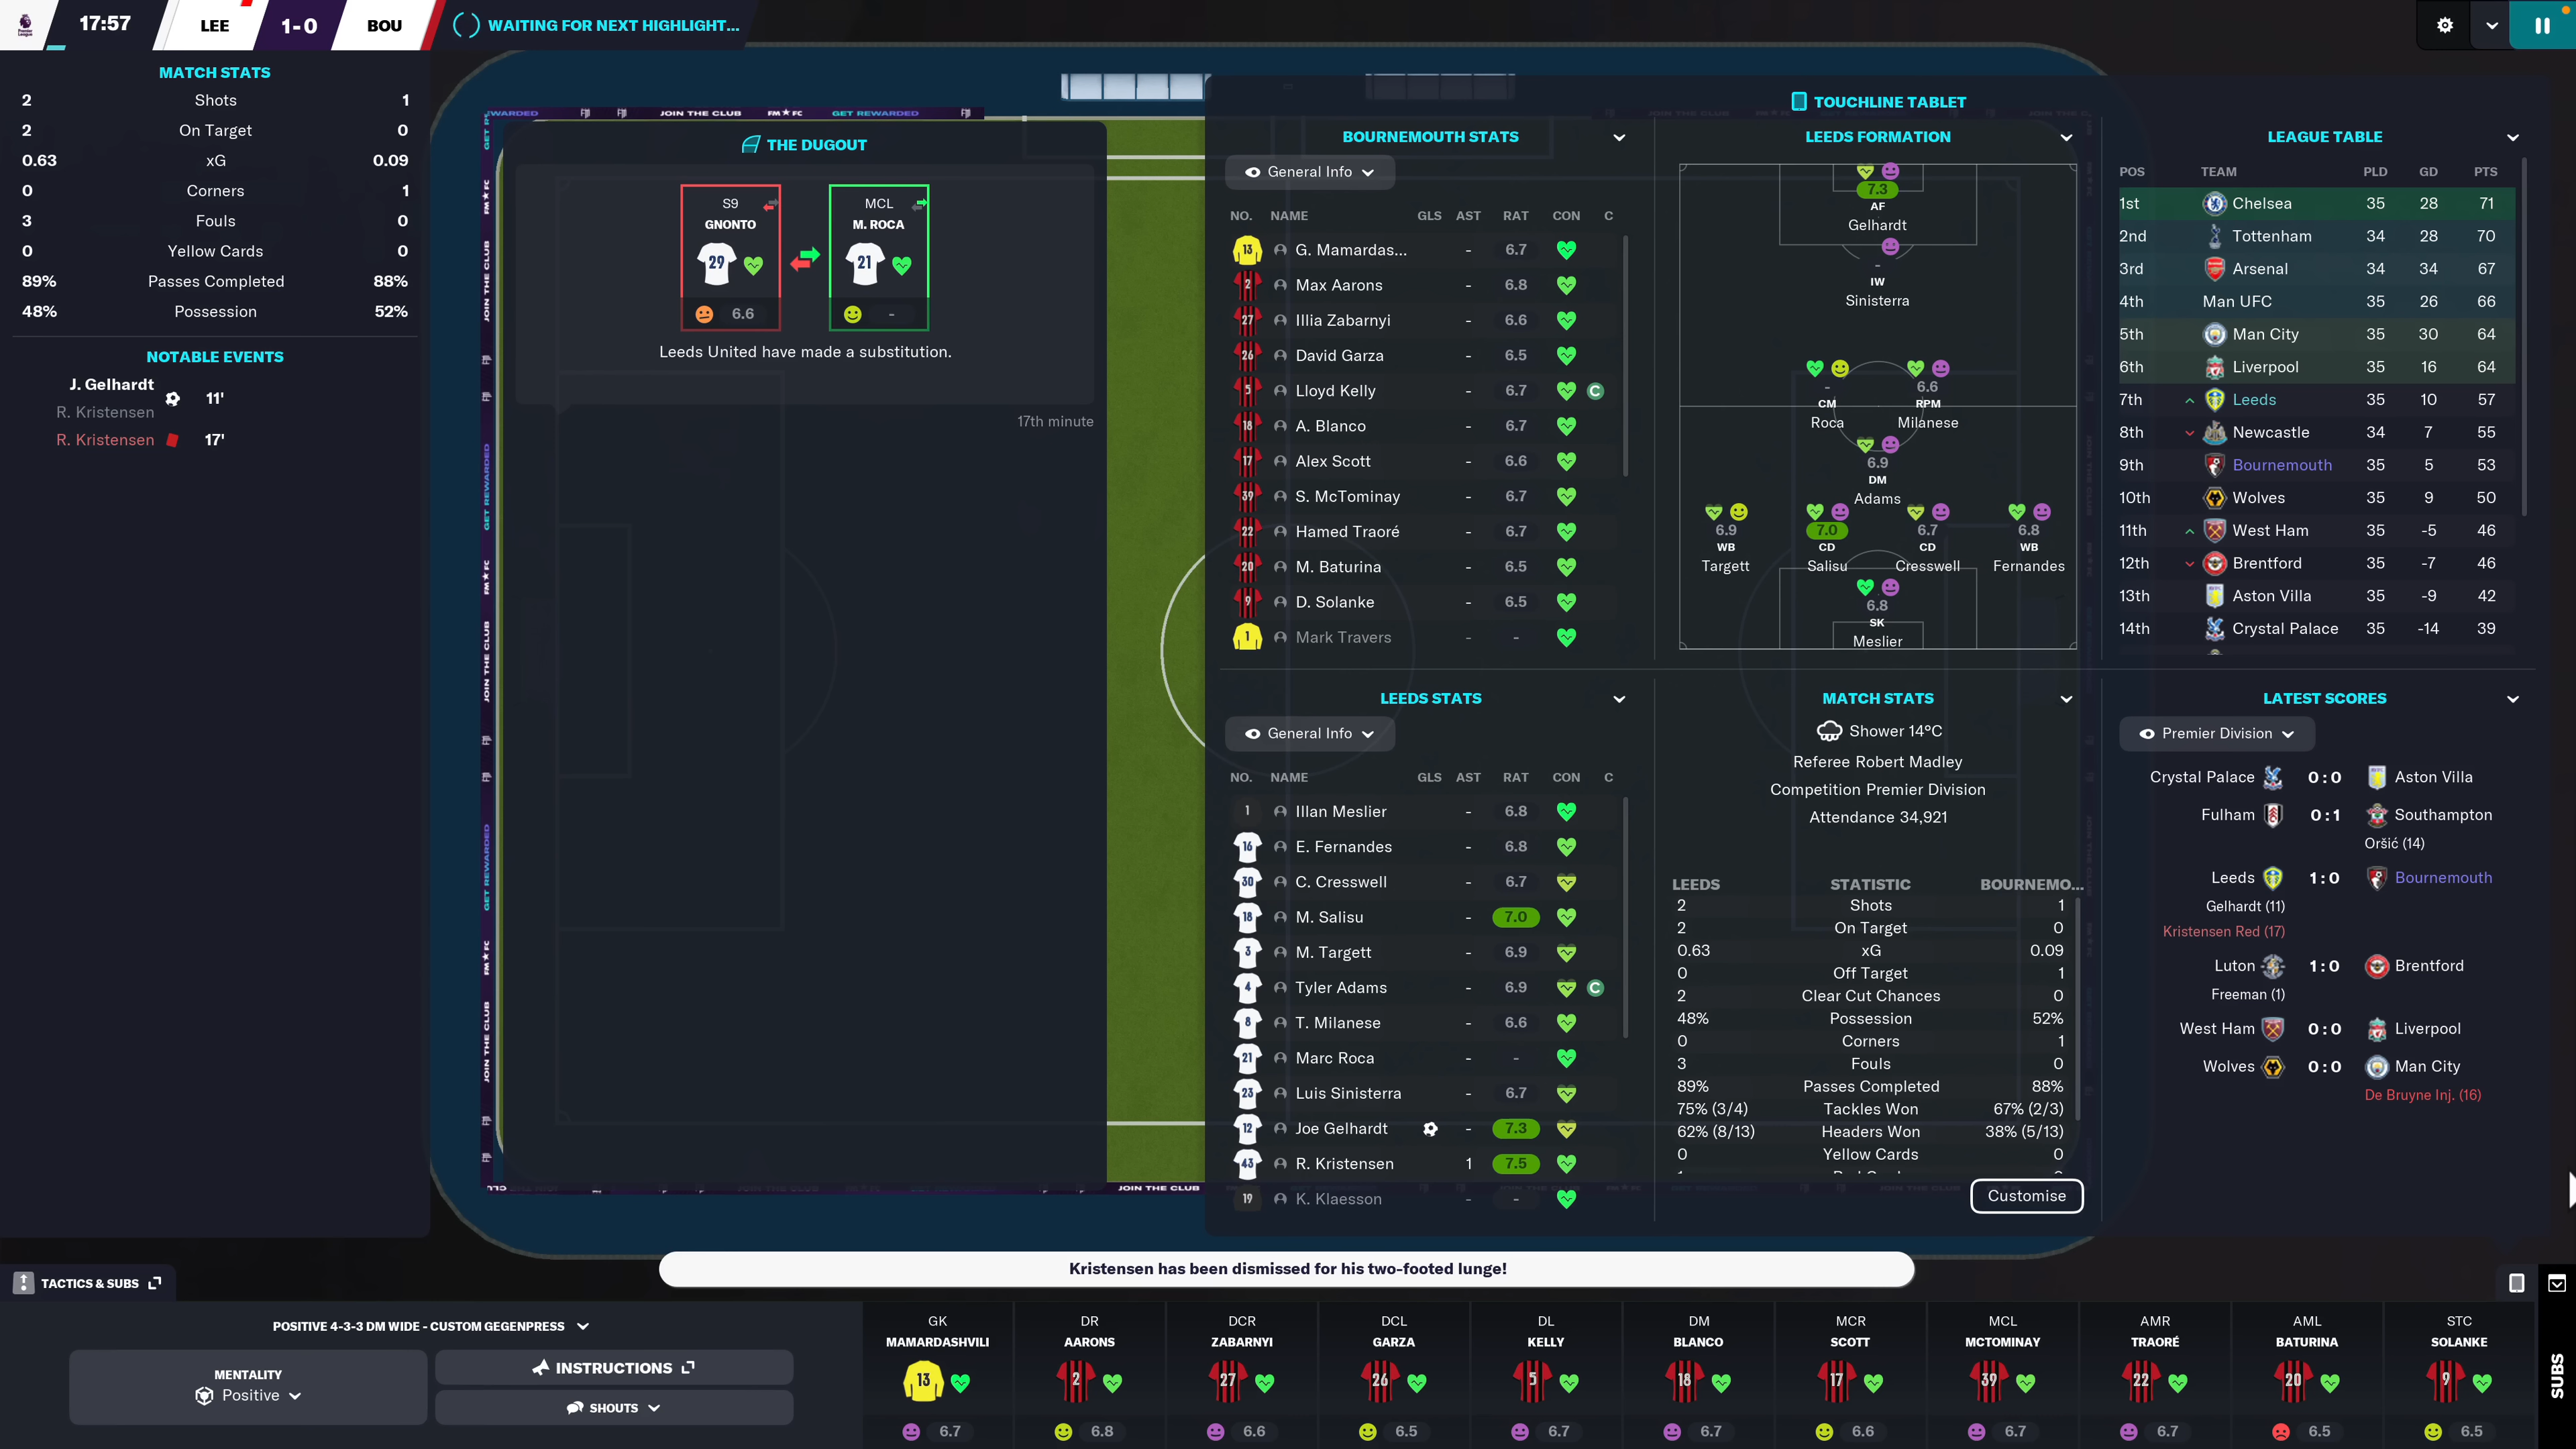 17:57 LEE 1-0 BOU WAITING FOR NEXT HIGHLIGHT...
MATCH STATS
2 Shots 1
2 On Target 0
0.63 xG 0.09
0 Corners 1
3 Fouls 0
0 Yellow Cards 0
89% Passes Completed 88%
48% Possession 52%
NOTABLE EVENTS
J. Gelhardt
R. Kristensen 11'
R. Kristensen 17'
THE DUGOUT
S9 MCL
GNONTO M. ROCA
29 21
6.6 -
Leeds United have made a substitution.
17th minute
JOIN THE CLUB FM FC GET REWARDED
TOUCHLINE TABLET
BOURNEMOUTH STATS
General Info
NO. NAME GLS AST RAT CON C
13 G. Mamardas... - 6.7
2 Max Aarons - 6.8
27 Illia Zabarnyi - 6.6
26 David Garza - 6.5
5 Lloyd Kelly - 6.7 C
18 A. Blanco - 6.7
17 Alex Scott - 6.6
39 S. McTominay - 6.7
22 Hamed Traoré - 6.7
20 M. Baturina - 6.5
9 D. Solanke - 6.5
1 Mark Travers - -
LEEDS FORMATION
7.3
AF
Gelhardt
-
IW
Sinisterra
- 6.6
CM RPM
Roca Milanese
6.9
DM
Adams
6.9 7.0 6.7 6.8
WB CD CD WB
Targett Salisu Cresswell Fernandes
6.8
SK
Meslier
LEAGUE TABLE
POS TEAM PLD GD PTS
1st Chelsea 35 28 71
2nd Tottenham 34 28 70
3rd Arsenal 34 34 67
4th Man UFC 35 26 66
5th Man City 35 30 64
6th Liverpool 35 16 64
7th Leeds 35 10 57
8th Newcastle 34 7 55
9th Bournemouth 35 5 53
10th Wolves 35 9 50
11th West Ham 35 -5 46
12th Brentford 35 -7 46
13th Aston Villa 35 -9 42
14th Crystal Palace 35 -14 39
LEEDS STATS
General Info
NO. NAME GLS AST RAT CON C
1 Illan Meslier - 6.8
16 E. Fernandes - 6.8
30 C. Cresswell - 6.7
18 M. Salisu - 7.0
3 M. Targett - 6.9
4 Tyler Adams - 6.9 C
8 T. Milanese - 6.6
21 Marc Roca - -
23 Luis Sinisterra - 6.7
12 Joe Gelhardt - 7.3
43 R. Kristensen 1 7.5
19 K. Klaesson - -
MATCH STATS
Shower 14°C
Referee Robert Madley
Competition Premier Division
Attendance 34,921
LEEDS STATISTIC BOURNEMO...
2 Shots 1
2 On Target 0
0.63 xG 0.09
0 Off Target 1
2 Clear Cut Chances 0
48% Possession 52%
0 Corners 1
3 Fouls 0
89% Passes Completed 88%
75% (3/4) Tackles Won 67% (2/3)
62% (8/13) Headers Won 38% (5/13)
0 Yellow Cards 0
Customise
LATEST SCORES
Premier Division
Crystal Palace 0:0 Aston Villa
Fulham 0:1 Southampton
Oršić (14)
Leeds 1:0 Bournemouth
Gelhardt (11)
Kristensen Red (17)
Luton 1:0 Brentford
Freeman (1)
West Ham 0:0 Liverpool
Wolves 0:0 Man City
De Bruyne Inj. (16)
Kristensen has been dismissed for his two-footed lunge!
TACTICS & SUBS
POSITIVE 4-3-3 DM WIDE - CUSTOM GEGENPRESS
MENTALITY
Positive
INSTRUCTIONS
SHOUTS
GK DR DCR DCL DL DM MCR MCL AMR AML STC
MAMARDASHVILI AARONS ZABARNYI GARZA KELLY BLANCO SCOTT MCTOMINAY TRAORÉ BATURINA SOLANKE
13 2 27 26 5 18 17 39 22 20 9
6.7 6.8 6.6 6.5 6.7 6.7 6.6 6.7 6.7 6.5 6.5
SUBS